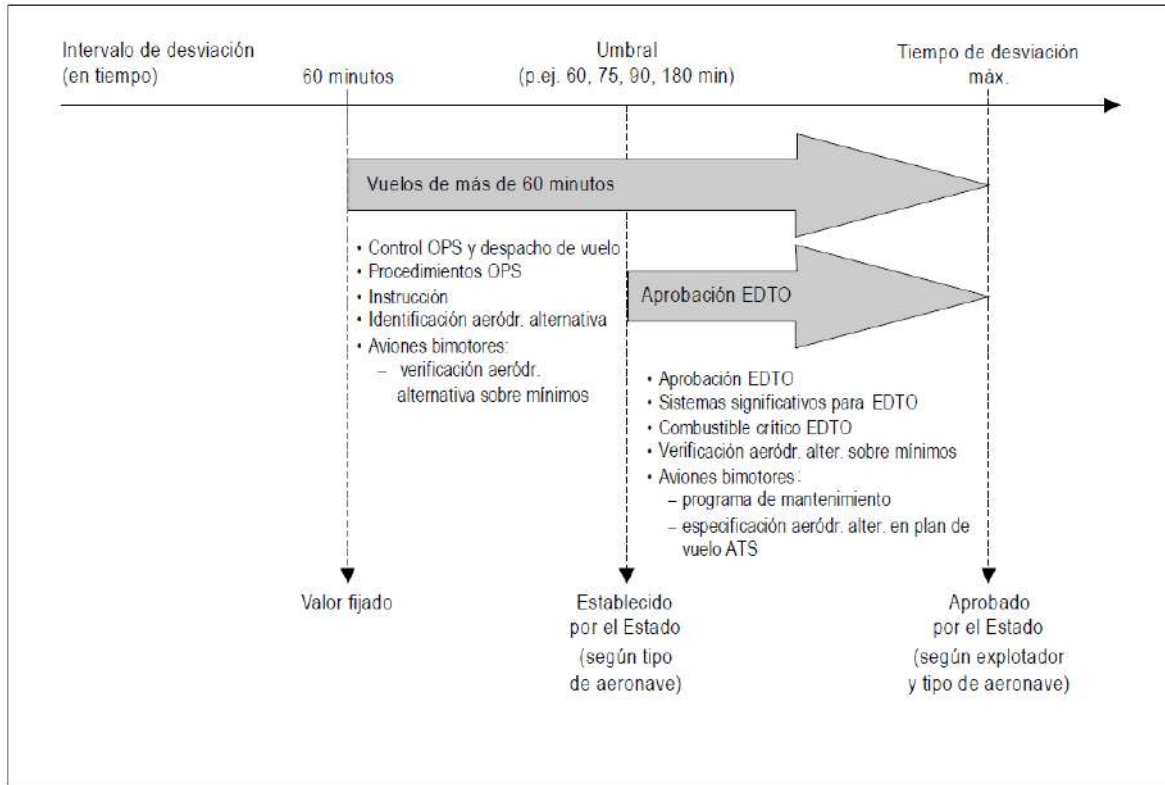 Intervalo de desviación
(en tiempo)
60 minutos
Umbral
(p.ej. 60, 75, 90, 180 min)
Tiempo de desviación
máx.
Vuelos de más de 60 minutos
• Control OPS y despacho de vuelo
• Procedimientos OPS
• Instrucción
• Identificación aeródr. alternativa
• Aviones bimotores:
– verificación aeródr.
alternativa sobre mínimos
Aprobación EDTO
• Aprobación EDTO
• Sistemas significativos para EDTO
• Combustible crítico EDTO
• Verificación aeródr. alter. sobre mínimos
• Aviones bimotores:
– programa de mantenimiento
– especificación aeródr. alter. en plan de
vuelo ATS
Valor fijado
Establecido
por el Estado
(según tipo
de aeronave)
Aprobado
por el Estado
(según explotador
y tipo de aeronave)